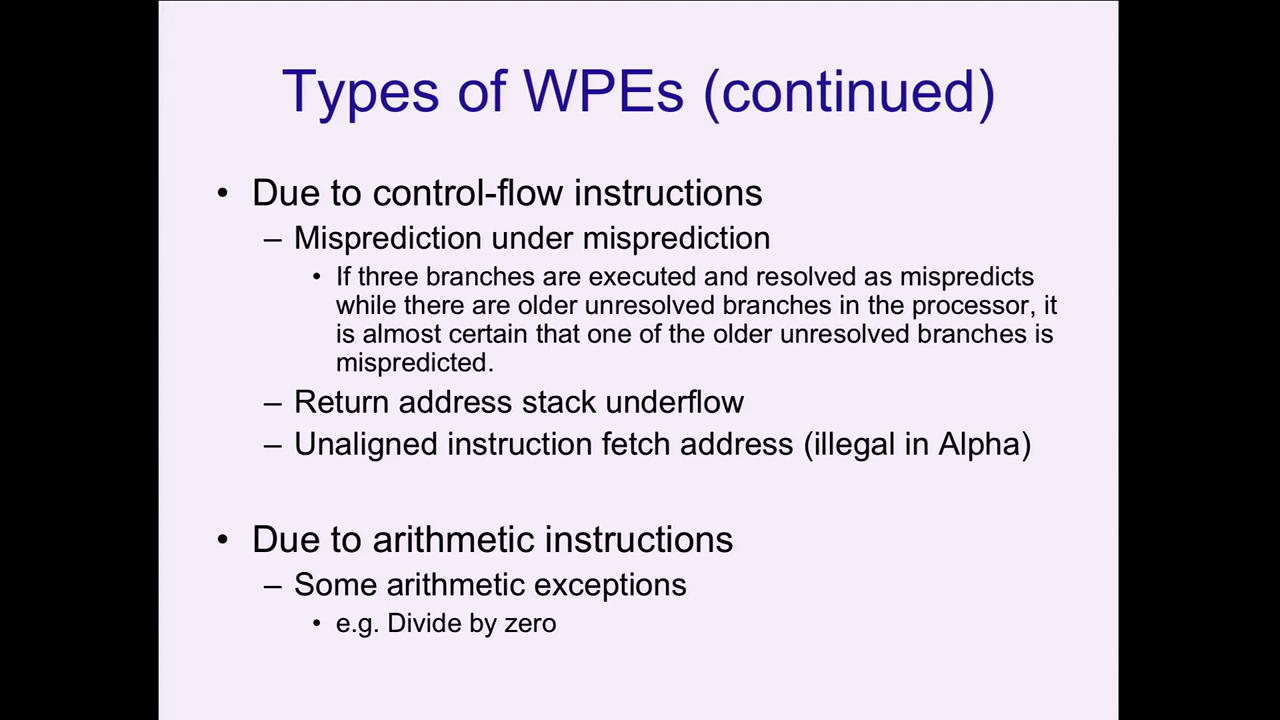 Types of WPEs (continued)
• Due to control-flow instructions
– Misprediction under misprediction
• If three branches are executed and resolved as mispredicts
while there are older unresolved branches in the processor, it
is almost certain that one of the older unresolved branches is
mispredicted.
– Return address stack underflow
– Unaligned instruction fetch address (illegal in Alpha)
• Due to arithmetic instructions
– Some arithmetic exceptions
• e.g. Divide by zero